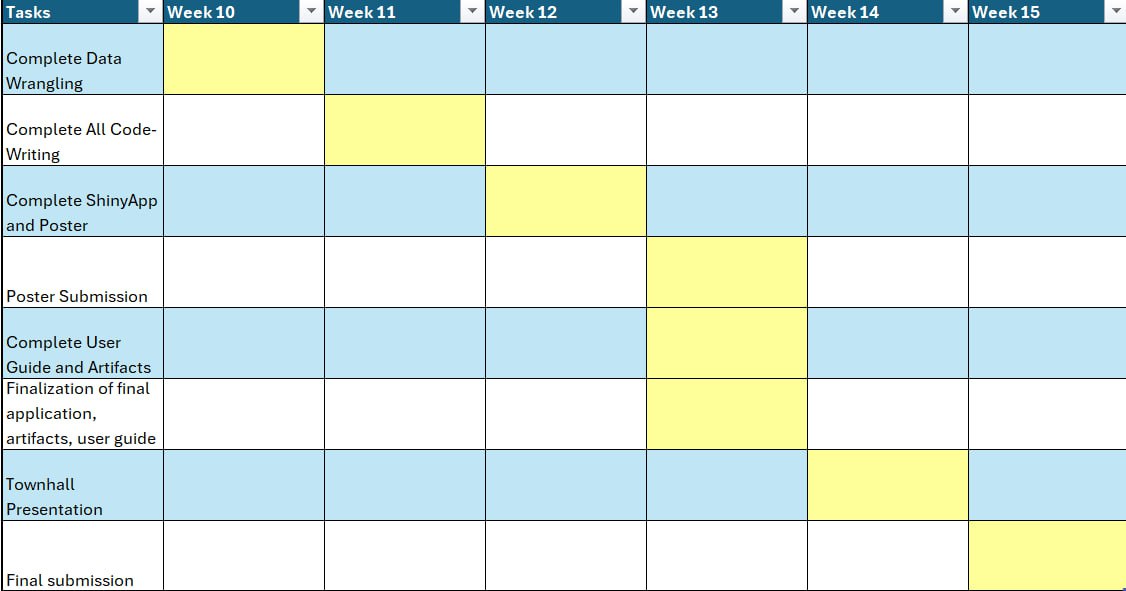 Tasks Week 10 Week 11 Week 12 Week 13 Week 14 Week 15
Complete Data
Wrangling
Complete All Code-
Writing
Complete ShinyApp
and Poster
Poster Submission
Complete User
Guide and Artifacts
Finalization of final
application,
artifacts, user guide
Townhall
Presentation
Final submission